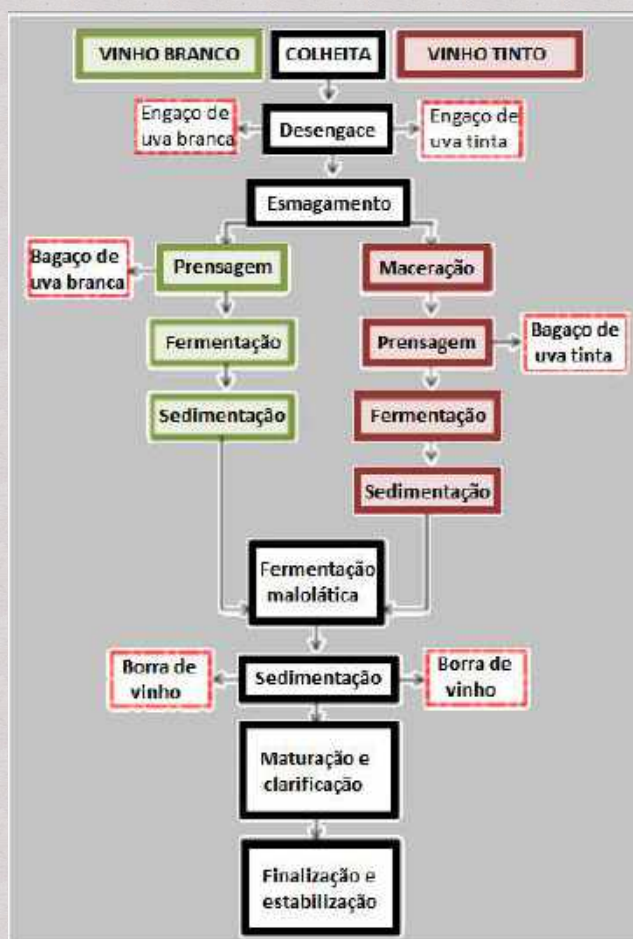 VINHO BRANCO COLHEITA VINHO TINTO
Engaço de
uva branca
Desengace
Engaço de
uva tinta
Esmagamento
Bagaço de
uva branca
Prensagem
Maceração
Fermentação
Prensagem
Bagaço de
uva tinta
Sedimentação
Fermentação
Sedimentação
Fermentação
malolática
Borra de
vinho
Sedimentação
Borra de
vinho
Maturação e
clarificação
Finalização e
estabilização